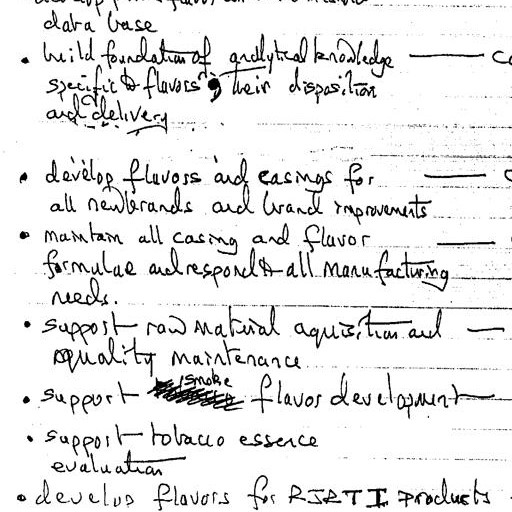 data base
• build foundation of analytical knowledge —
specific to flavors, their disposition
and delivery
• develop flavors and casings for —
all new brands and brand improvements
• maintain all casing and flavor —
formulae and respond to all manufacturing
needs.
• support raw material aquisition and —
quality maintenance
• support smoke flavor development
• support tobacco essence
evaluation
• develop flavors for RJRTI products